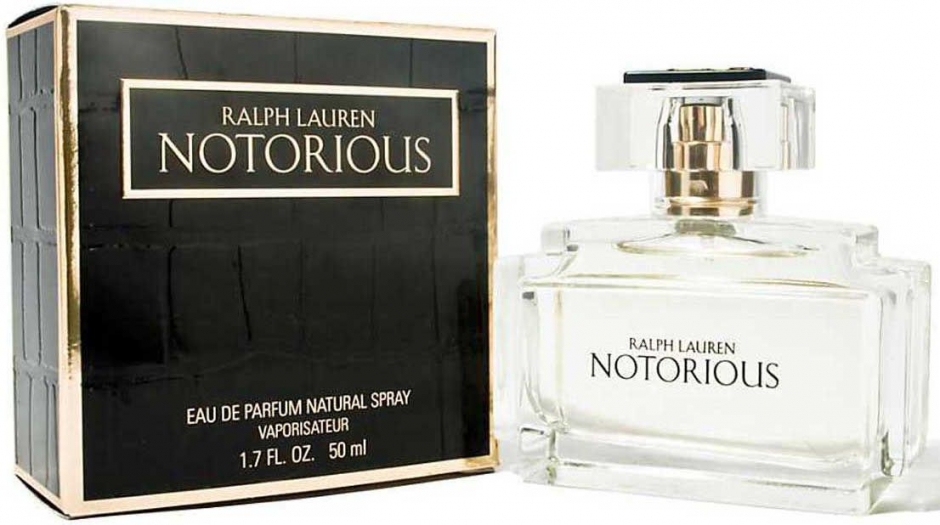 RALPH LAUREN
NOTORIOUS
EAU DE PARFUM NATURAL SPRAY
VAPORISATEUR
1.7 FL. OZ. 50 ml
RALPH LAUREN
NOTORIOUS